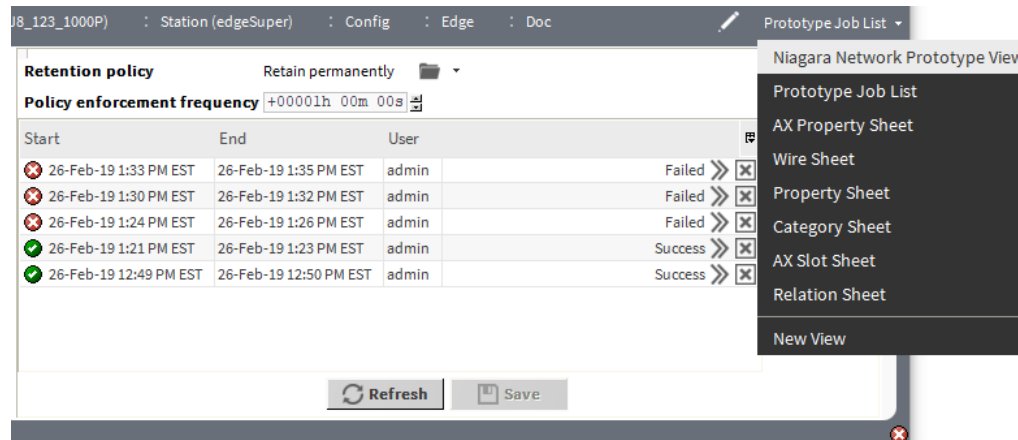 J8_123_1000P) : Station (edgeSuper) : Config : Edge : Doc Prototype Job List
Retention policy Retain permanently
Policy enforcement frequency +00001h 00m 00s
Start End User
26-Feb-19 1:33 PM EST 26-Feb-19 1:35 PM EST admin Failed
26-Feb-19 1:30 PM EST 26-Feb-19 1:32 PM EST admin Failed
26-Feb-19 1:24 PM EST 26-Feb-19 1:26 PM EST admin Failed
26-Feb-19 1:21 PM EST 26-Feb-19 1:23 PM EST admin Success
26-Feb-19 12:49 PM EST 26-Feb-19 12:50 PM EST admin Success
Refresh Save
Niagara Network Prototype View
Prototype Job List
AX Property Sheet
Wire Sheet
Property Sheet
Category Sheet
AX Slot Sheet
Relation Sheet
New View